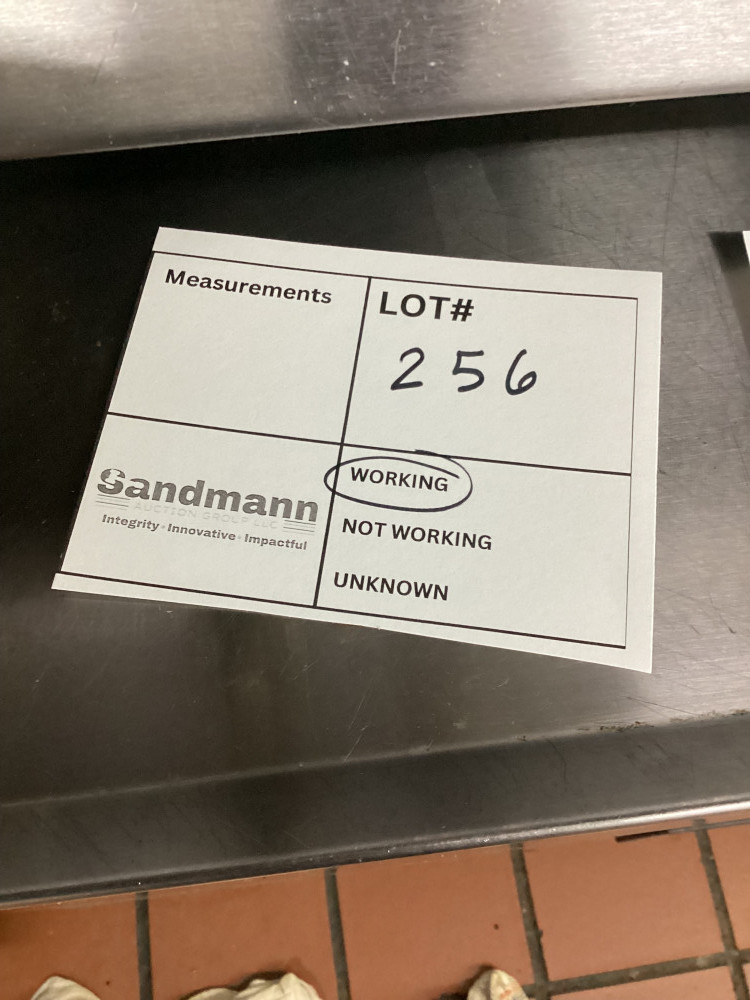 Measurements
LOT#
256
Sandmann
AUCTION GROUP LLC
Integrity • Innovative • Impactful
WORKING
NOT WORKING
UNKNOWN